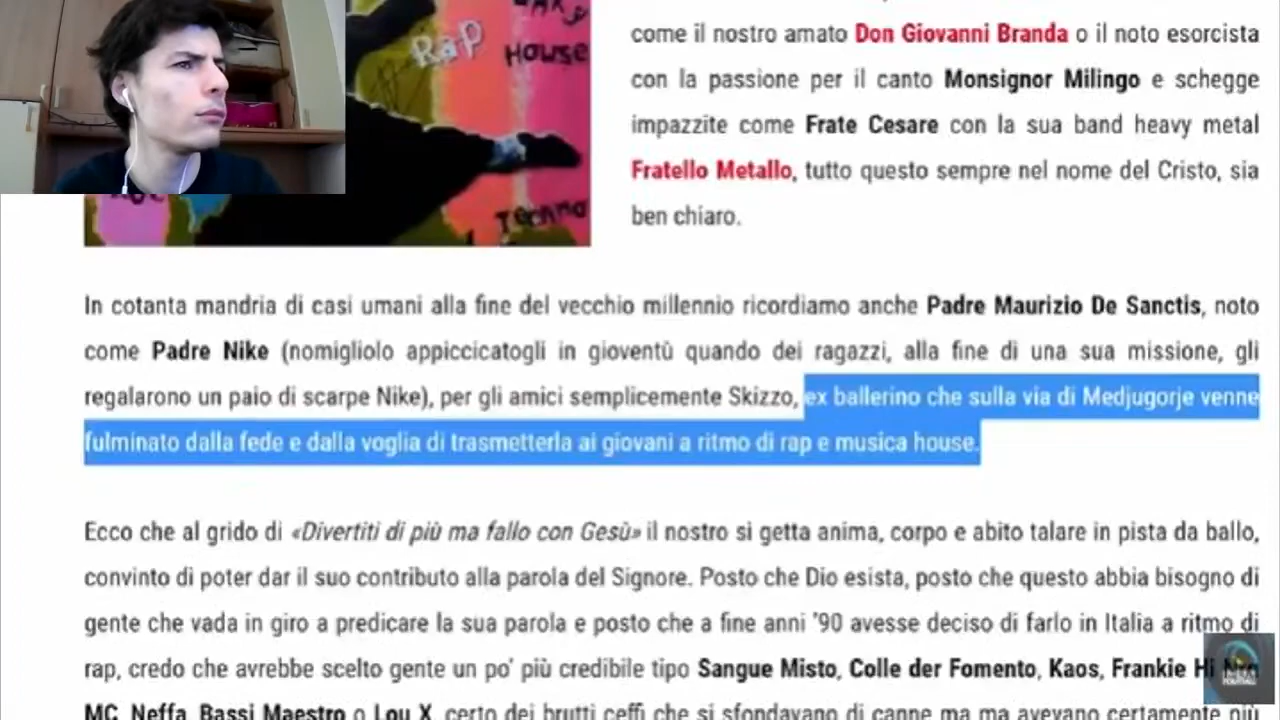 Rap
House
come il nostro amato Don Giovanni Branda o il noto esorcista
con la passione per il canto Monsignor Milingo e schegge
impazzite come Frate Cesare con la sua band heavy metal
Fratello Metallo, tutto questo sempre nel nome del Cristo, sia
ben chiaro.
Techno
In cotanta mandria di casi umani alla fine del vecchio millennio ricordiamo anche Padre Maurizio De Sanctis, noto
come Padre Nike (nomigliolo appiccicatogli in gioventù quando dei ragazzi, alla fine di una sua missione, gli
regalarono un paio di scarpe Nike), per gli amici semplicemente Skizzo, ex ballerino che sulla via di Medjugorje venne
fulminato dalla fede e dalla voglia di trasmetterla ai giovani a ritmo di rap e musica house.
Ecco che al grido di «Divertiti di più ma fallo con Gesù» il nostro si getta anima, corpo e abito talare in pista da ballo,
convinto di poter dar il suo contributo alla parola del Signore. Posto che Dio esista, posto che questo abbia bisogno di
gente che vada in giro a predicare la sua parola e posto che a fine anni '90 avesse deciso di farlo in Italia a ritmo di
rap, credo che avrebbe scelto gente un po' più credibile tipo Sangue Misto, Colle der Fomento, Kaos, Frankie Hi
MC, Neffa, Bassi Maestro o Lou X, certo dei brutti ceffi che si sfondavano di canne ma ma avevano certamente più